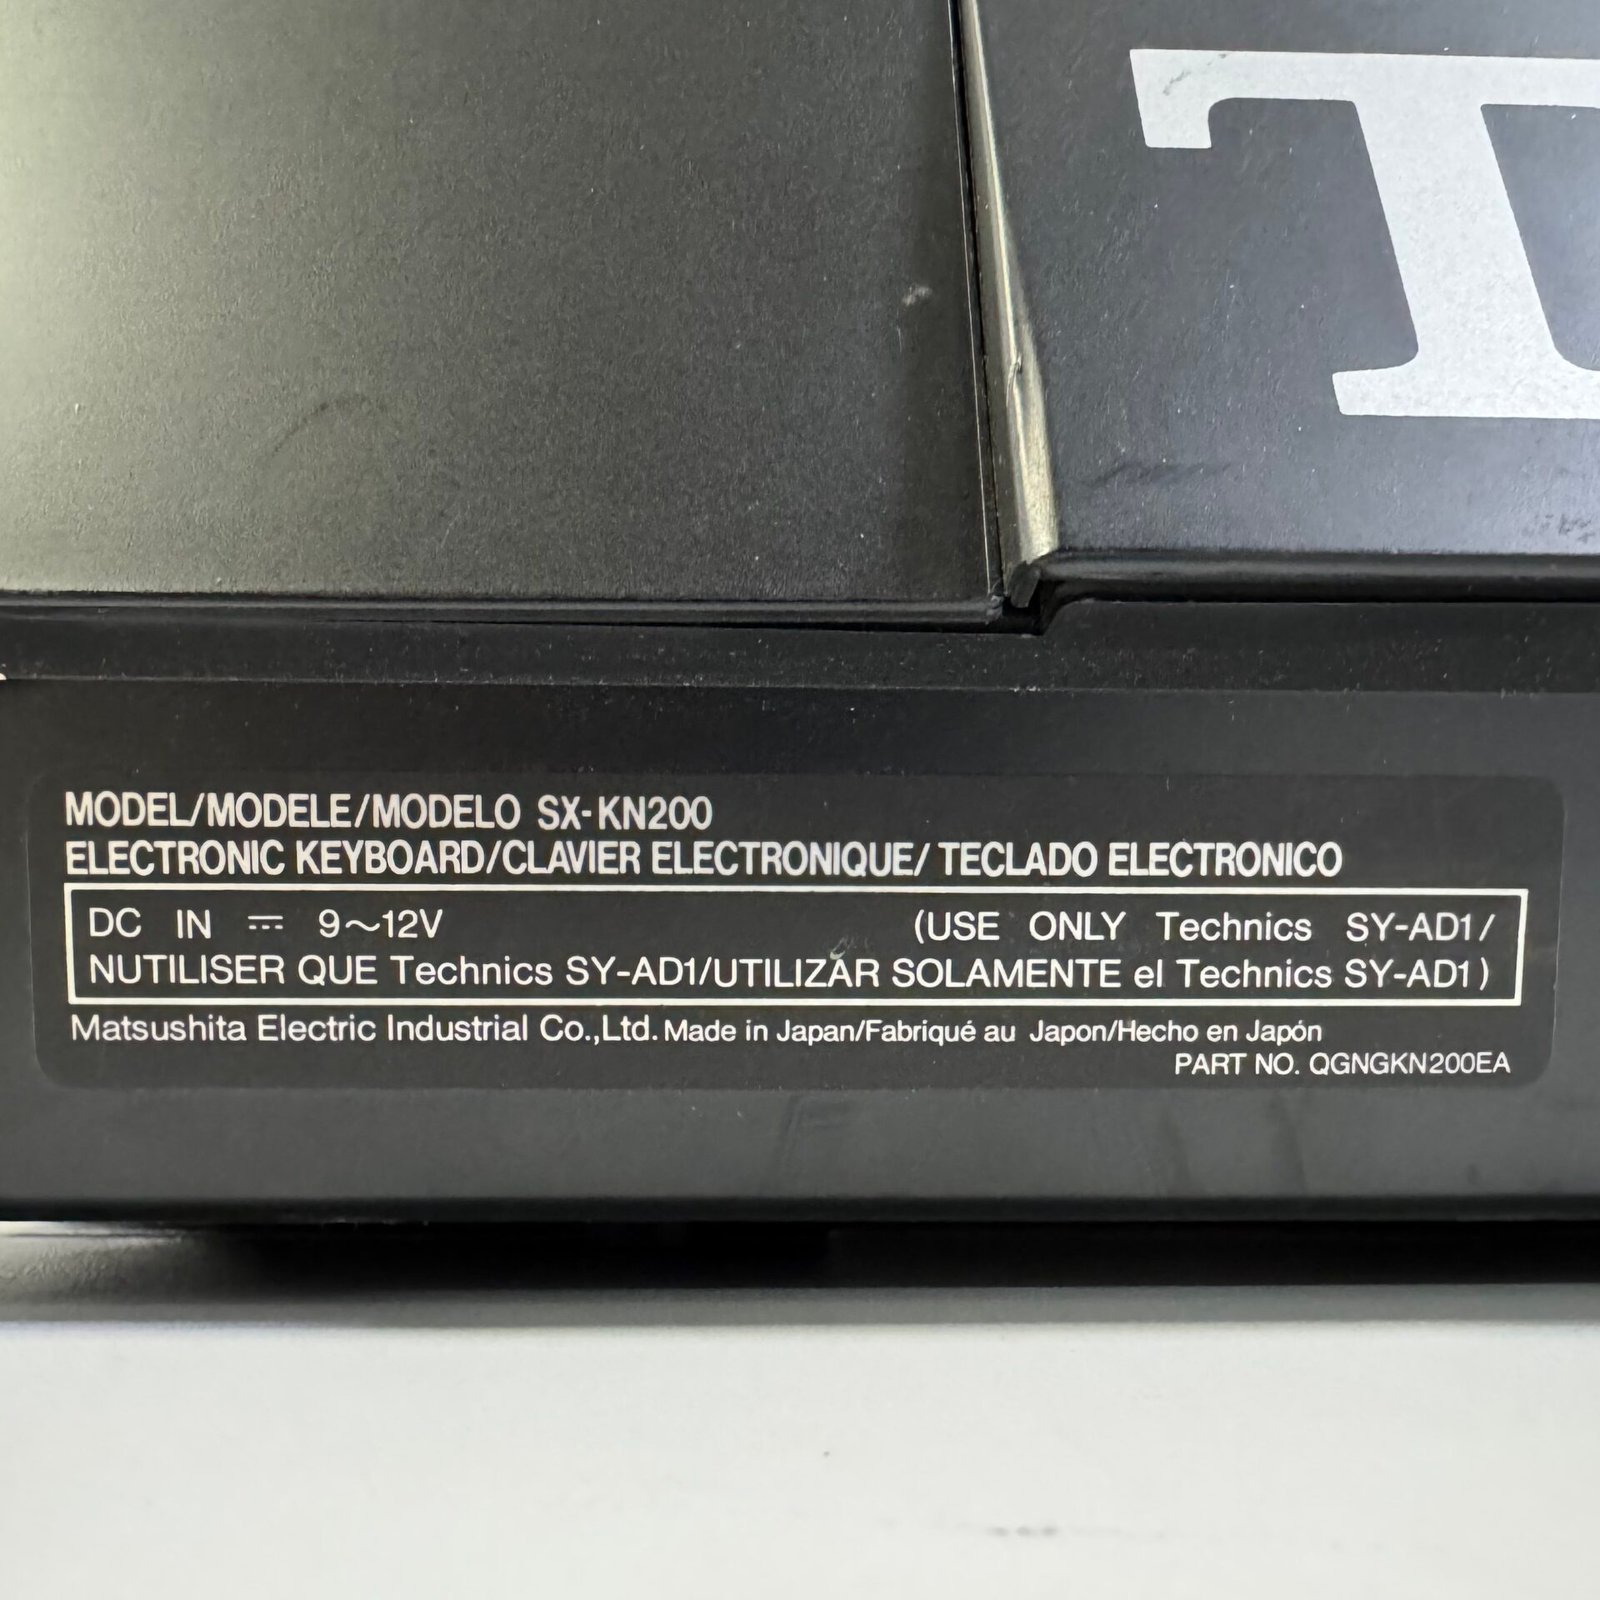 T
MODEL/MODELE/MODELO SX-KN200
ELECTRONIC KEYBOARD/CLAVIER ELECTRONIQUE/ TECLADO ELECTRONICO
DC IN ⎓ 9～12V (USE ONLY Technics SY-AD1/
NUTILISER QUE Technics SY-AD1/UTILIZAR SOLAMENTE el Technics SY-AD1)
Matsushita Electric Industrial Co.,Ltd. Made in Japan/Fabriqué au Japon/Hecho en Japón
PART NO. QGNGKN200EA